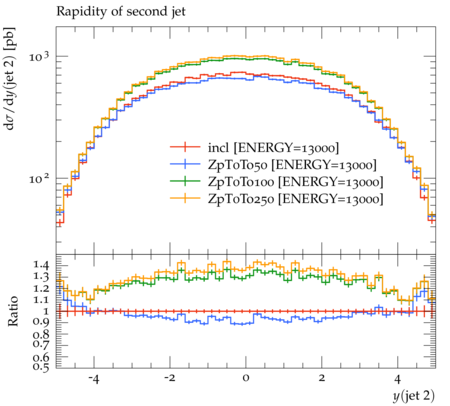 Rapidity of second jet
dσ/dy(jet 2) [pb]
10³
10²
incl [ENERGY=13000]
ZpToTo50 [ENERGY=13000]
ZpToTo100 [ENERGY=13000]
ZpToTo250 [ENERGY=13000]
Ratio
1.4
1.3
1.2
1.1
1
0.9
0.8
0.7
0.6
0.5
-4 -2 0 2 4
y(jet 2)